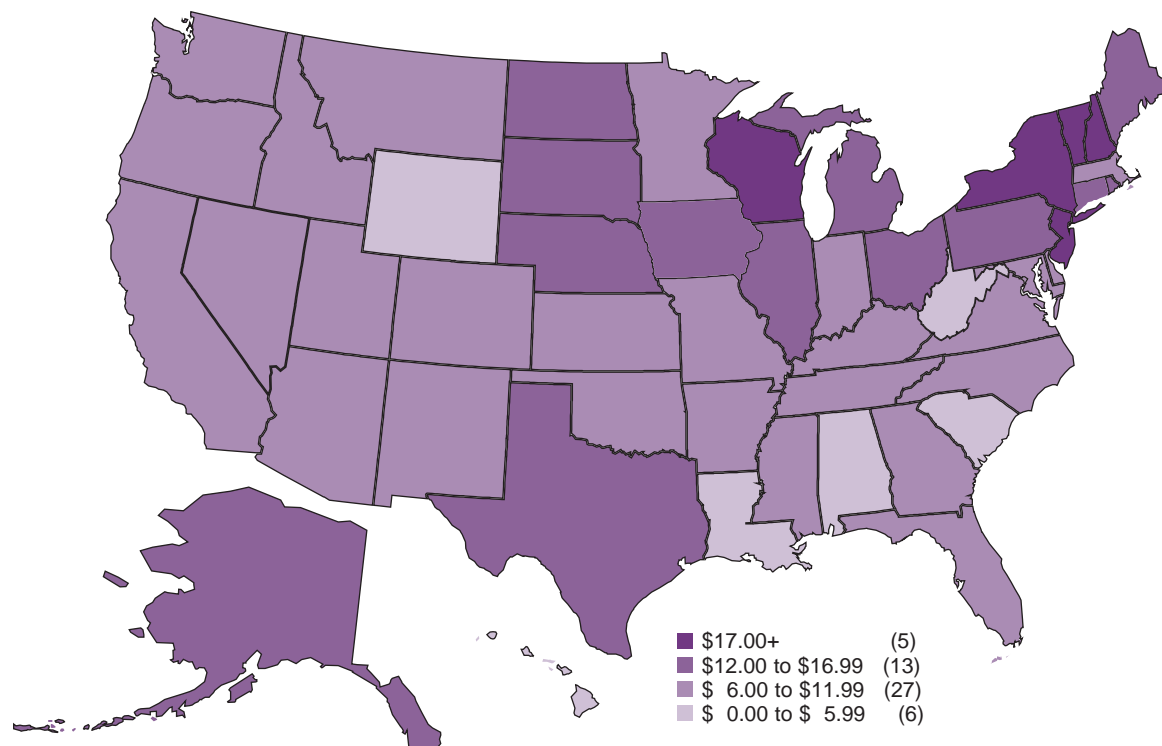 $17.00+ (5)
$12.00 to $16.99 (13)
$ 6.00 to $11.99 (27)
$ 0.00 to $ 5.99 (6)